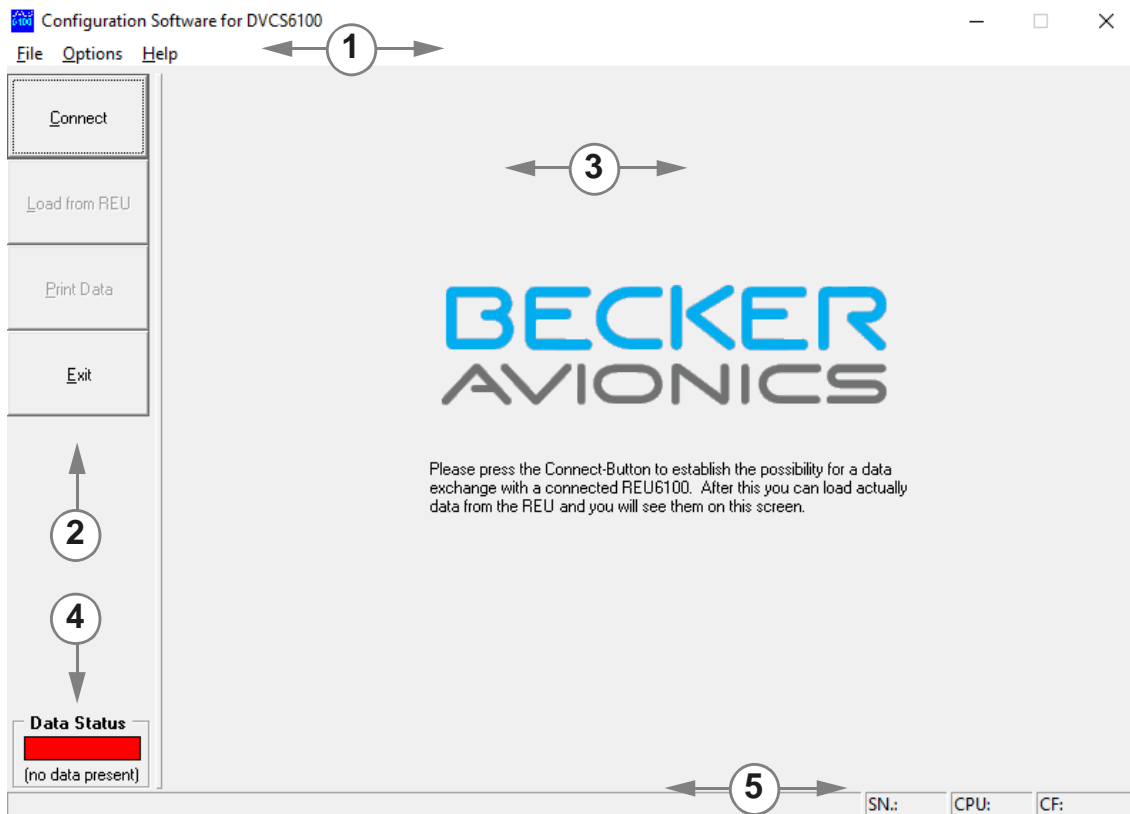 Configuration Software for DVCS6100
File Options Help
1
Connect
3
Load from REU
Print Data
BECKER
AVIONICS
Exit
Please press the Connect-Button to establish the possibility for a data
exchange with a connected REU6100. After this you can load actually
data from the REU and you will see them on this screen.
2
4
Data Status
(no data present)
5
SN.: CPU: CF: